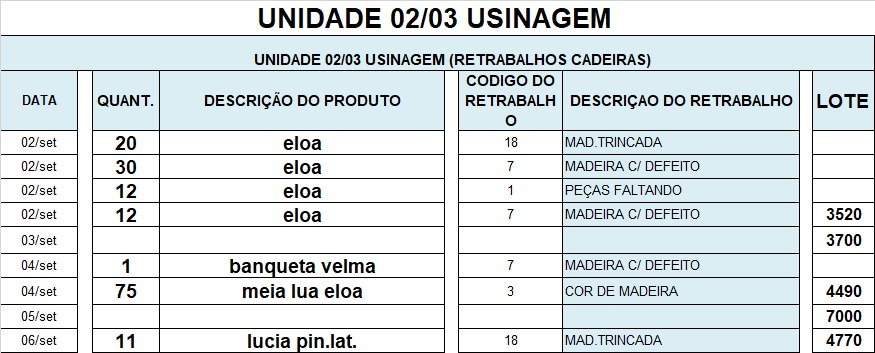 UNIDADE 02/03 USINAGEM
UNIDADE 02/03 USINAGEM (RETRABALHOS CADEIRAS)
DATA QUANT. DESCRIÇÃO DO PRODUTO CODIGO DO RETRABALH O DESCRIÇAO DO RETRABALHO LOTE
02/set 20 eloa 18 MAD.TRINCADA
02/set 30 eloa 7 MADEIRA C/ DEFEITO
02/set 12 eloa 1 PEÇAS FALTANDO
02/set 12 eloa 7 MADEIRA C/ DEFEITO 3520
03/set 3700
04/set 1 banqueta velma 7 MADEIRA C/ DEFEITO
04/set 75 meia lua eloa 3 COR DE MADEIRA 4490
05/set 7000
06/set 11 lucia pin.lat. 18 MAD.TRINCADA 4770